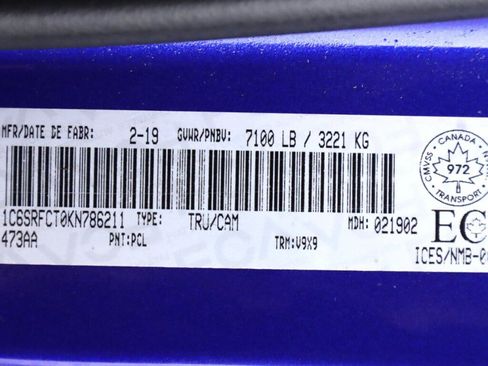 MFR/DATE DE FABR: 2-19 GVWR/PNBV: 7100 LB / 3221 KG
CANADA
CMVSS
972
TRANSPORT
1C6SRFCT0KN786211 TYPE: TRU/CAM MDH: 021902
473AA PNT:PCL TRM:V9X9
EC
ICES/NMB-0